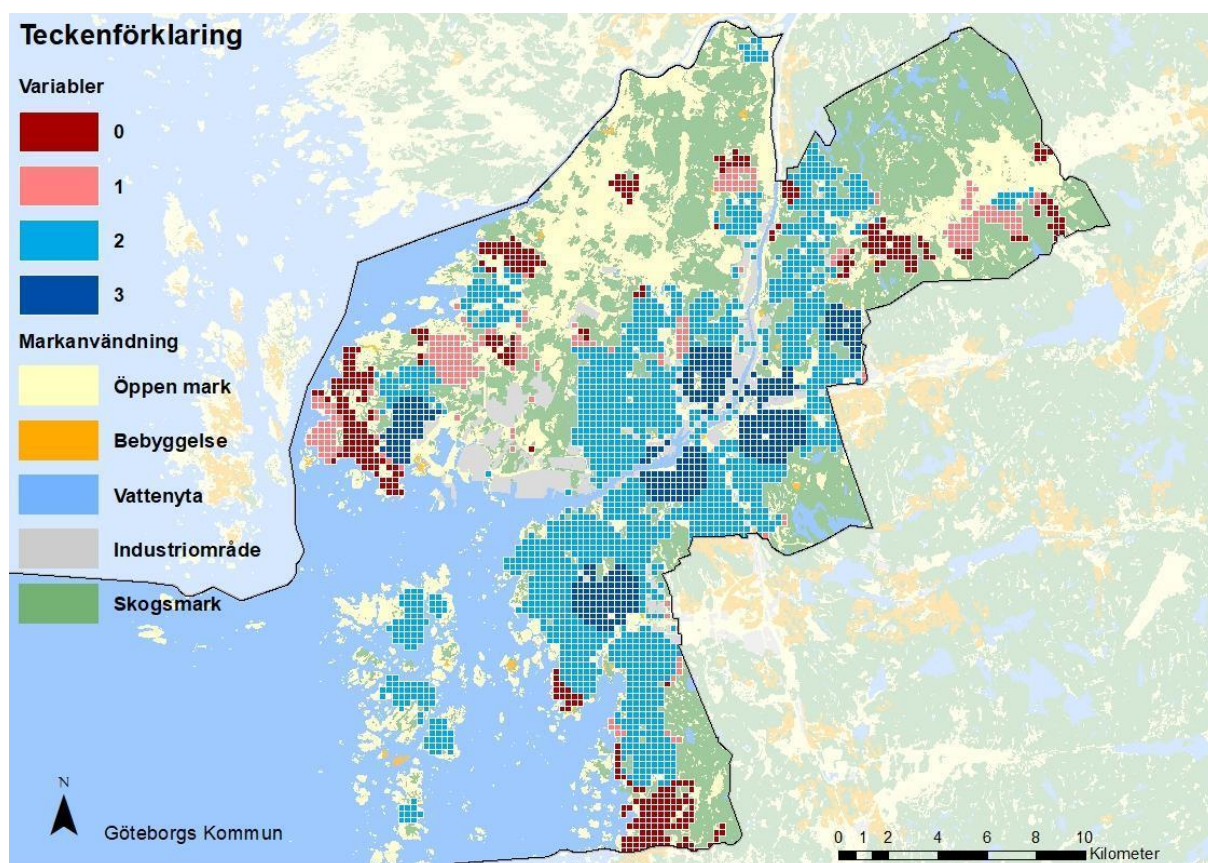 Teckenförklaring
Variabler
0
1
2
3
Markanvändning
Öppen mark
Bebyggelse
Vattenyta
Industriområde
Skogsmark
N
Göteborgs Kommun
0 1 2 4 6 8 10
Kilometer